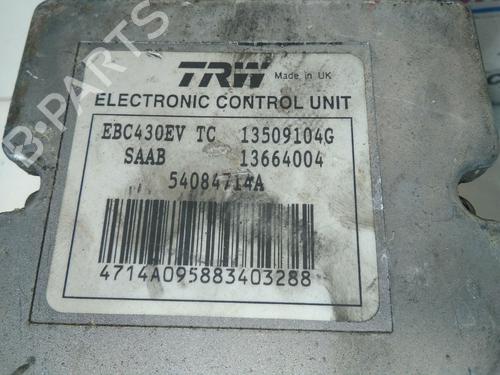 TRW Made in UK
ELECTRONIC CONTROL UNIT
EBC430EV TC 13509104G
SAAB 13664004
54084714A
4714A095883403288
B-PARTS